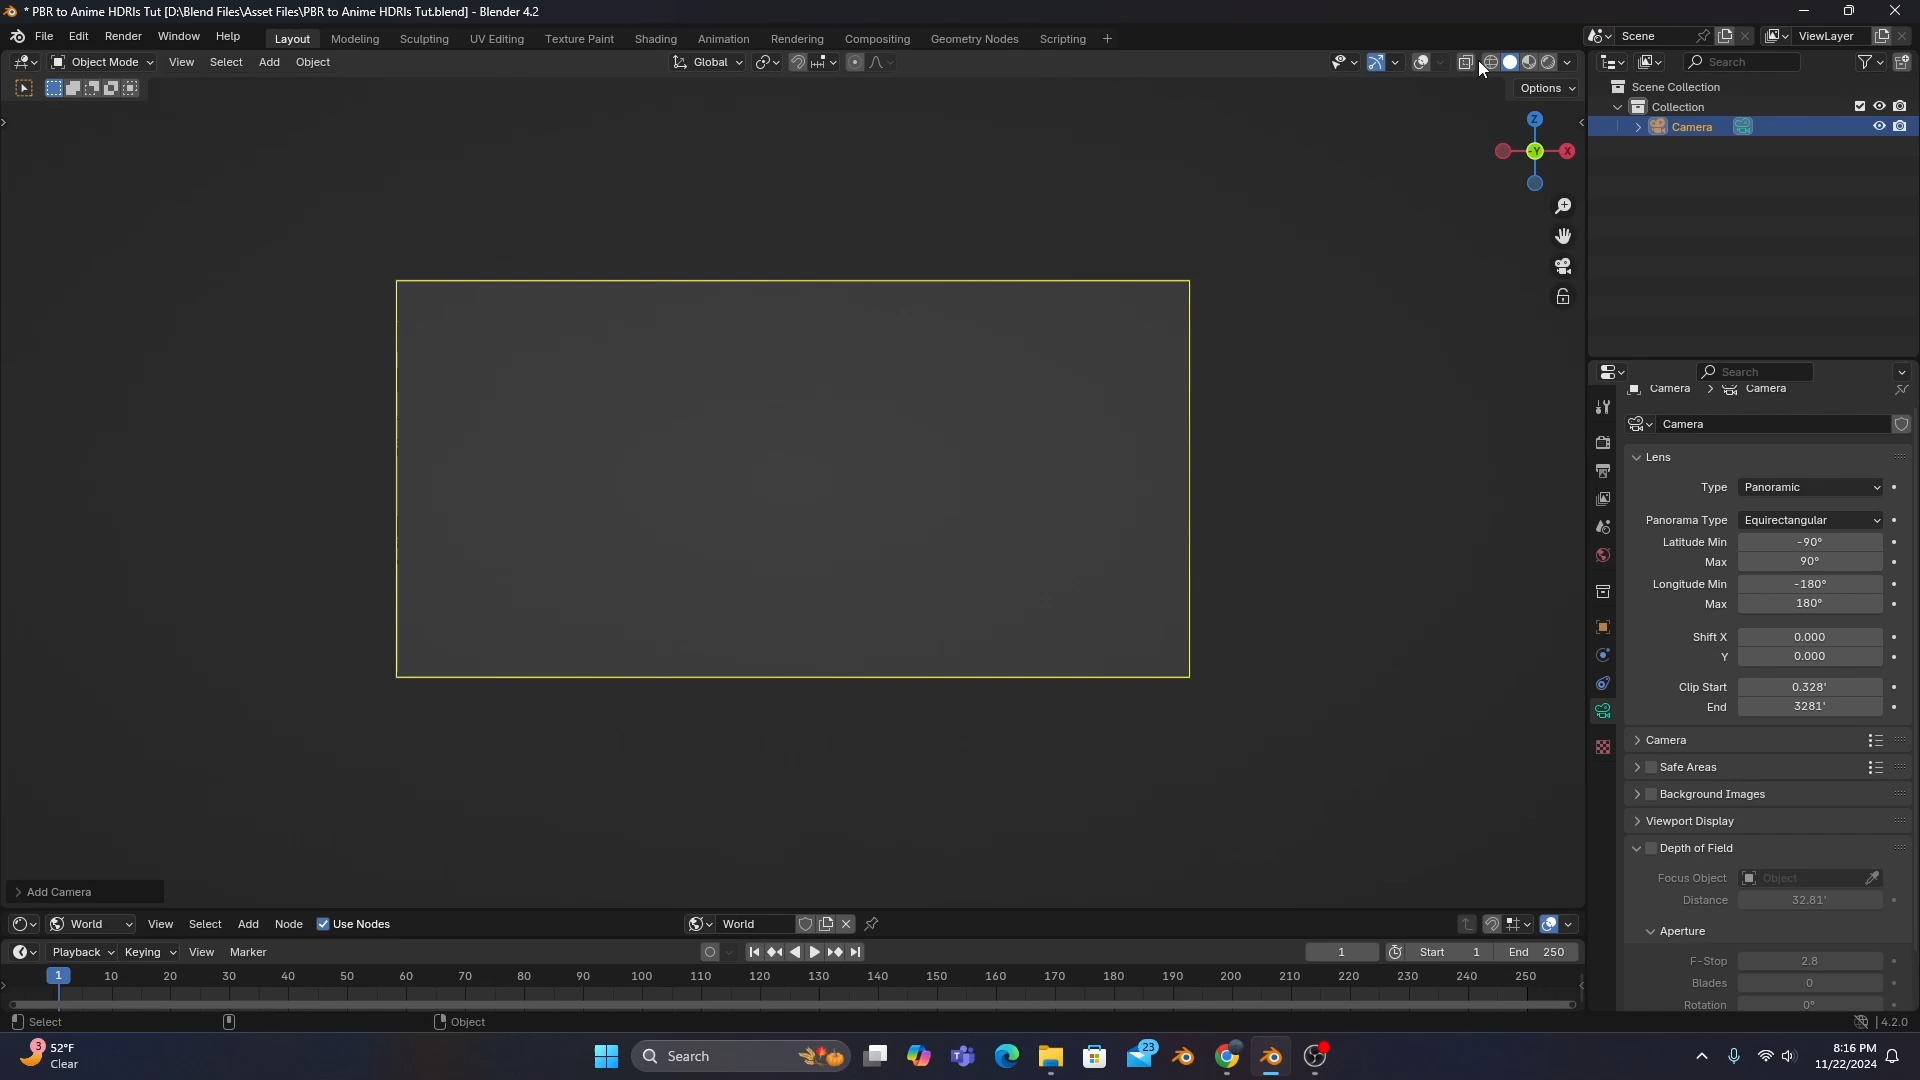 * PBR to Anime HDRIs Tut [D:\Blend Files\Asset Files\PBR to Anime HDRIs Tut.blend] - Blender 4.2
File Edit Render Window Help Layout Modeling Sculpting UV Editing Texture Paint Shading Animation Rendering Compositing Geometry Nodes Scripting + Scene ViewLayer
Object Mode View Select Add Object Global Search
Options
Scene Collection
Collection
Camera
Z
-Y X
Search
Camera > Camera
Camera
Lens
Type Panoramic
Panorama Type Equirectangular
Latitude Min -90°
Max 90°
Longitude Min -180°
Max 180°
Shift X 0.000
Y 0.000
Clip Start 0.328'
End 3281'
Camera
Safe Areas
Background Images
Viewport Display
Depth of Field
Focus Object Object
Distance 32.81'
Aperture
F-Stop 2.8
Blades 0
Rotation 0°
Add Camera
World View Select Add Node Use Nodes World
Playback Keying View Marker 1 Start 1 End 250
1 10 20 30 40 50 60 70 80 90 100 110 120 130 140 150 160 170 180 190 200 210 220 230 240 250
Select Object 4.2.0
3 52°F
Clear
Search
23
8:16 PM
11/22/2024